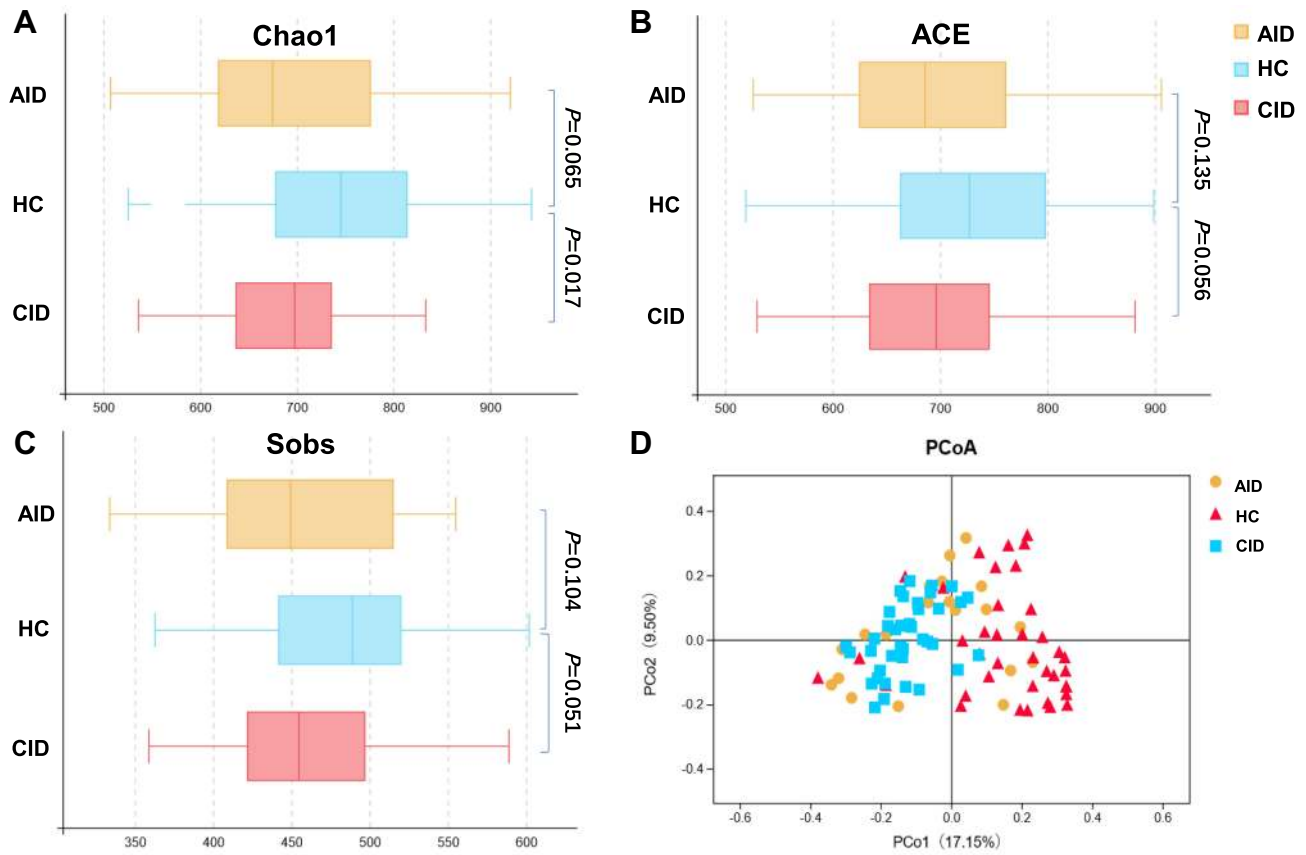 A
Chao1
AID
HC
CID
P=0.065
P=0.017
500 600 700 800 900
B
ACE
AID
HC
CID
P=0.135
P=0.056
500 600 700 800 900
AID
HC
CID
C
Sobs
AID
HC
CID
P=0.104
P=0.051
350 400 450 500 550 600
D
PCoA
PCo2 (9.50%)
0.4
0.2
0.0
-0.2
-0.4
-0.6 -0.4 -0.2 0.0 0.2 0.4 0.6
PCo1 (17.15%)
AID
HC
CID